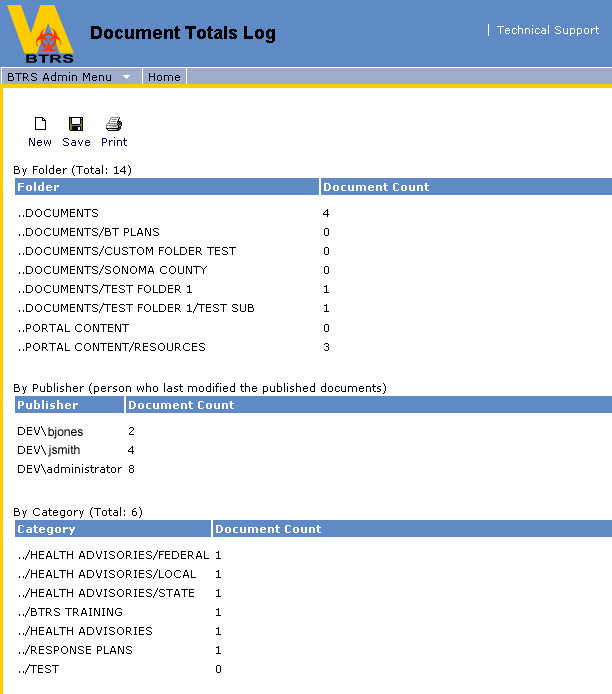 VA
BTRS
Document Totals Log
| Technical Support
BTRS Admin Menu
Home
New Save Print
By Folder (Total: 14)
Folder Document Count
..DOCUMENTS 4
..DOCUMENTS/BT PLANS 0
..DOCUMENTS/CUSTOM FOLDER TEST 0
..DOCUMENTS/SONOMA COUNTY 0
..DOCUMENTS/TEST FOLDER 1 1
..DOCUMENTS/TEST FOLDER 1/TEST SUB 1
..PORTAL CONTENT 0
..PORTAL CONTENT/RESOURCES 3
By Publisher (person who last modified the published documents)
Publisher Document Count
DEV\bjones 2
DEV\jsmith 4
DEV\administrator 8
By Category (Total: 6)
Category Document Count
../HEALTH ADVISORIES/FEDERAL 1
../HEALTH ADVISORIES/LOCAL 1
../HEALTH ADVISORIES/STATE 1
../BTRS TRAINING 1
../HEALTH ADVISORIES 1
../RESPONSE PLANS 1
../TEST 0